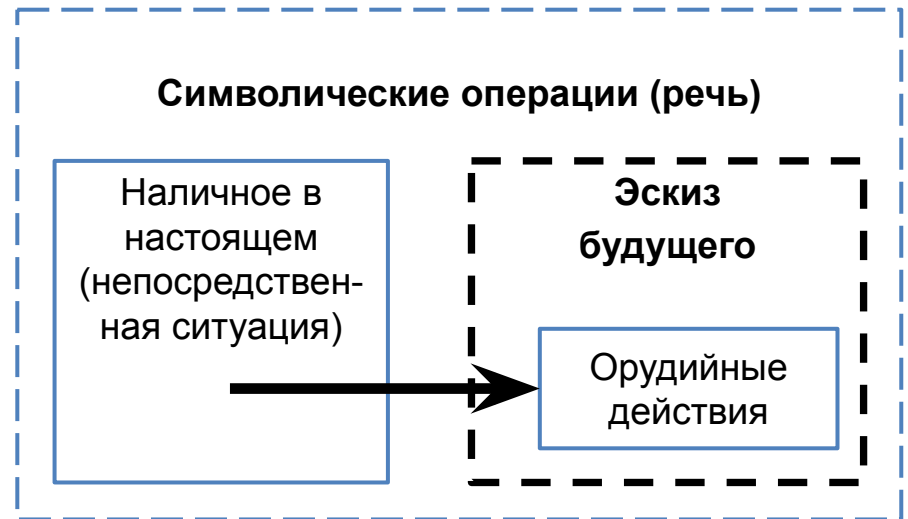 Символические операции (речь)
Наличное в
настоящем
(непосредствен-
ная ситуация)
Эскиз
будущего
Орудийные
действия